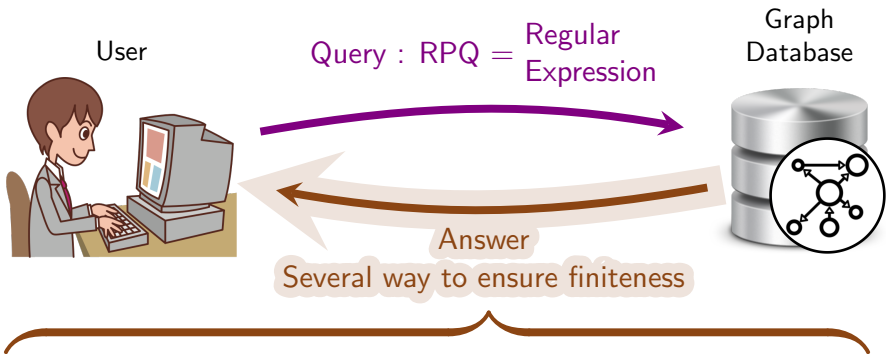 User
Query : RPQ = Regular
Expression
Graph
Database
Answer
Several way to ensure finiteness